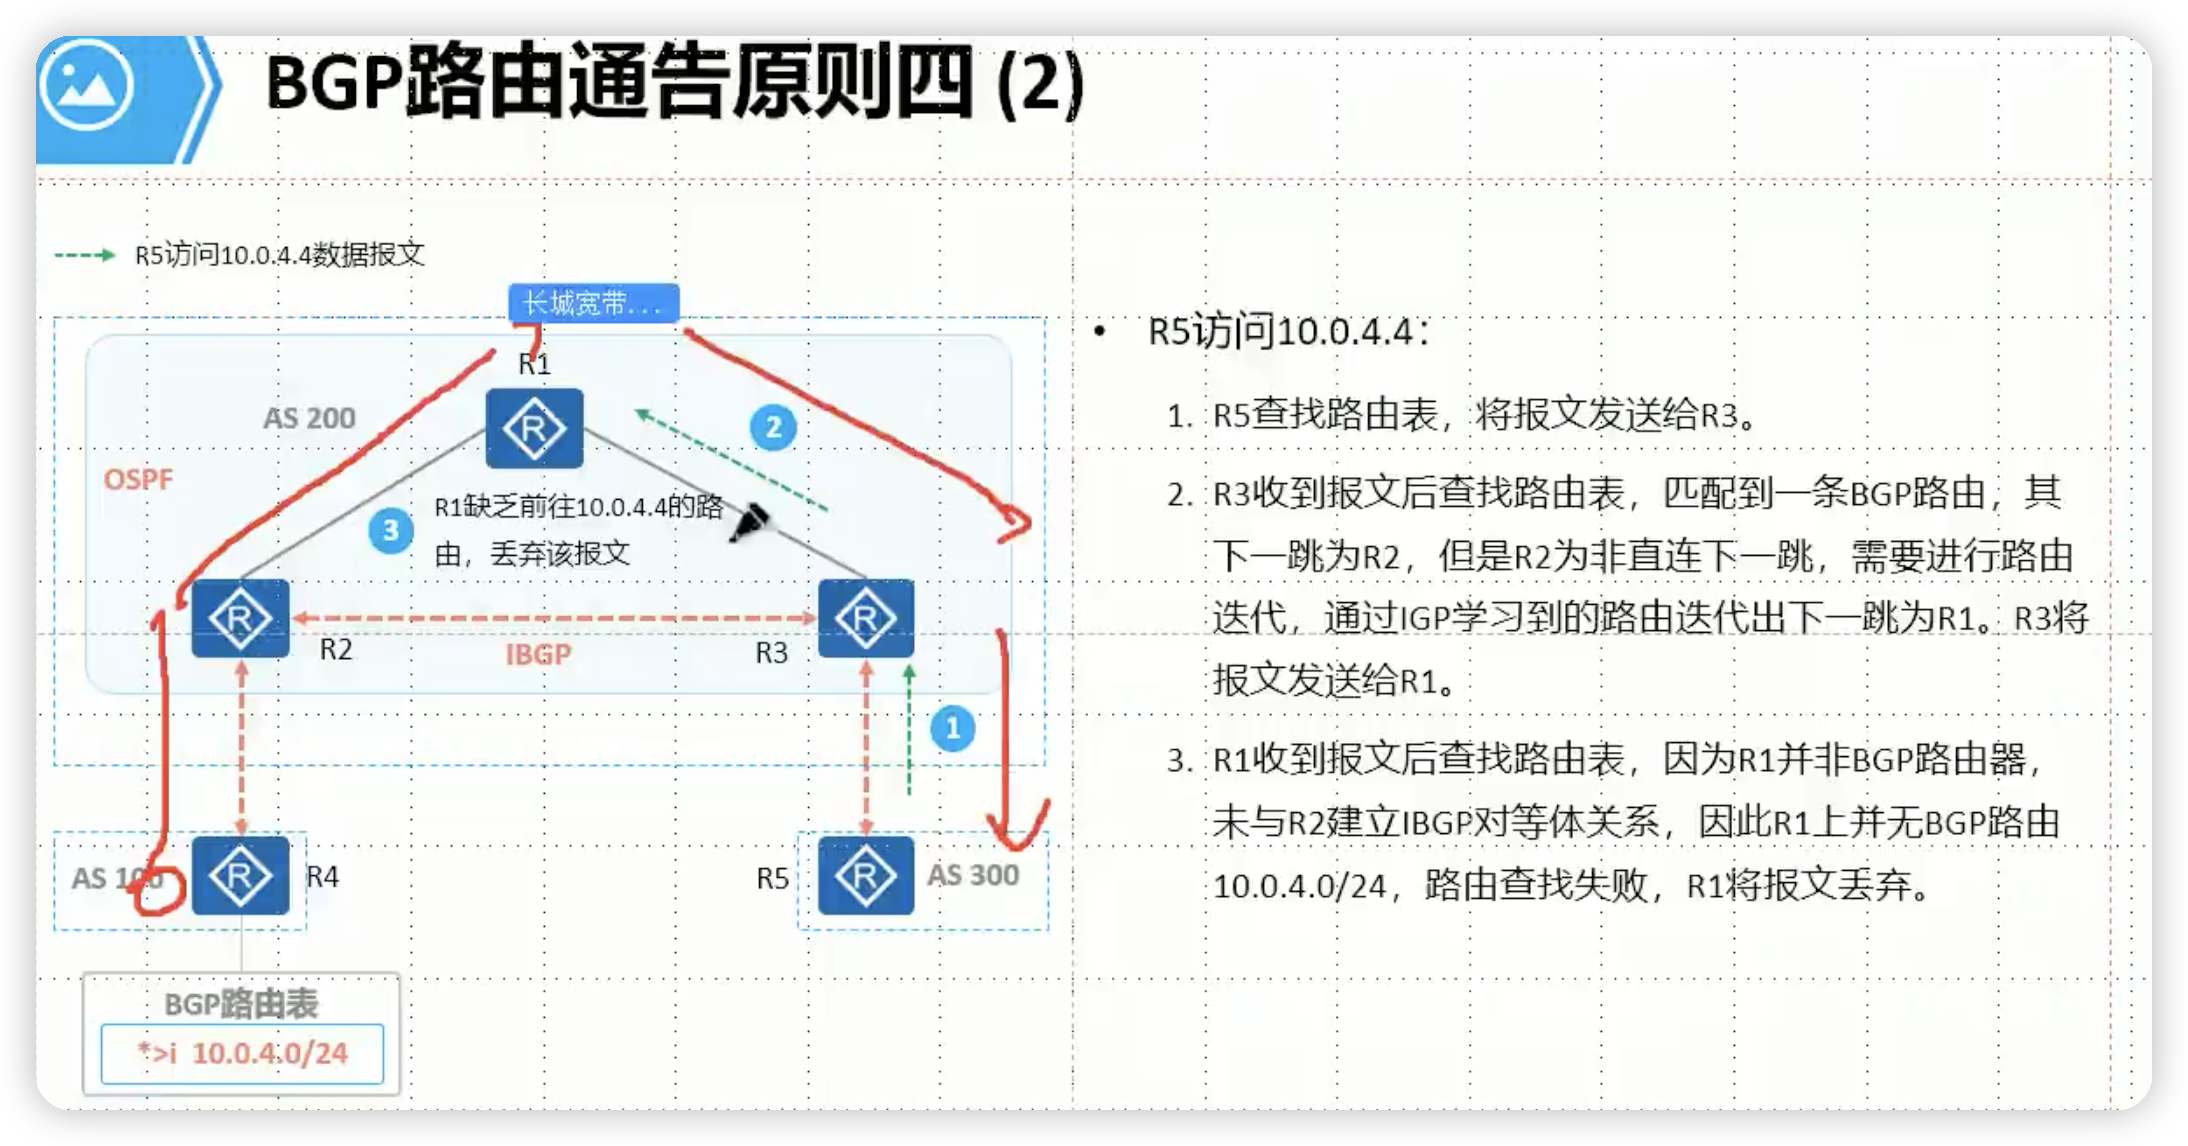 BGP路由通告原则四 (2)
R5访问10.0.4.4数据报文
长城宽带...
R1
AS 200
2
OSPF
3
R1缺乏前往10.0.4.4的路
由，丢弃该报文
R2
IBGP
R3
1
AS 100
R4
R5
AS 300
BGP路由表
*>i 10.0.4.0/24
• R5访问10.0.4.4：
1. R5查找路由表，将报文发送给R3。
2. R3收到报文后查找路由表，匹配到一条BGP路由，其
下一跳为R2，但是R2为非直连下一跳，需要进行路由
迭代，通过IGP学习到的路由迭代出下一跳为R1。R3将
报文发送给R1。
3. R1收到报文后查找路由表，因为R1并非BGP路由器，
未与R2建立IBGP对等体关系，因此R1上并无BGP路由
10.0.4.0/24，路由查找失败，R1将报文丢弃。